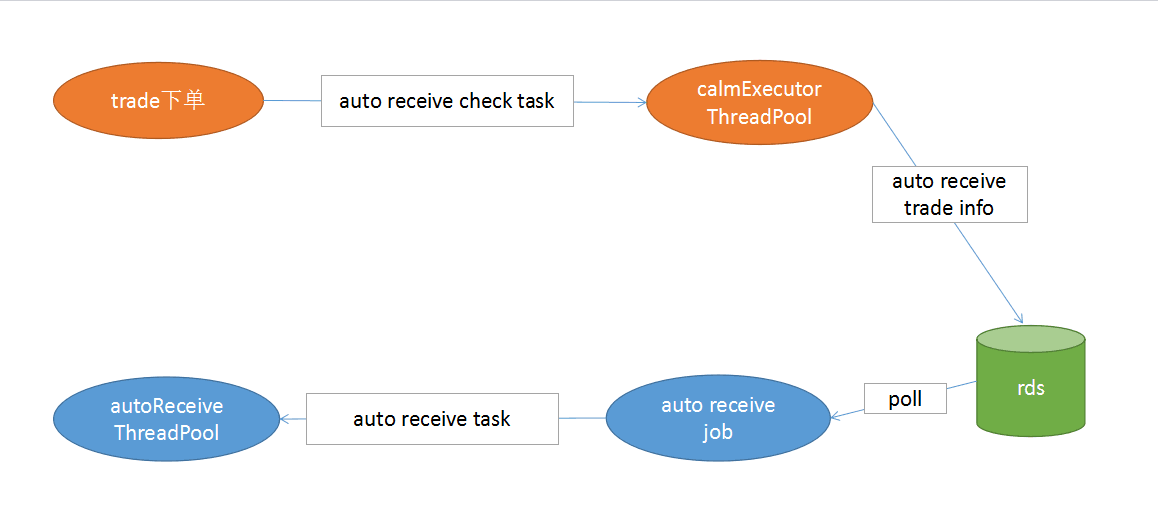 trade下单
auto receive check task
calmExecutor
ThreadPool
auto receive
trade info
rds
poll
auto receive
job
auto receive task
autoReceive
ThreadPool